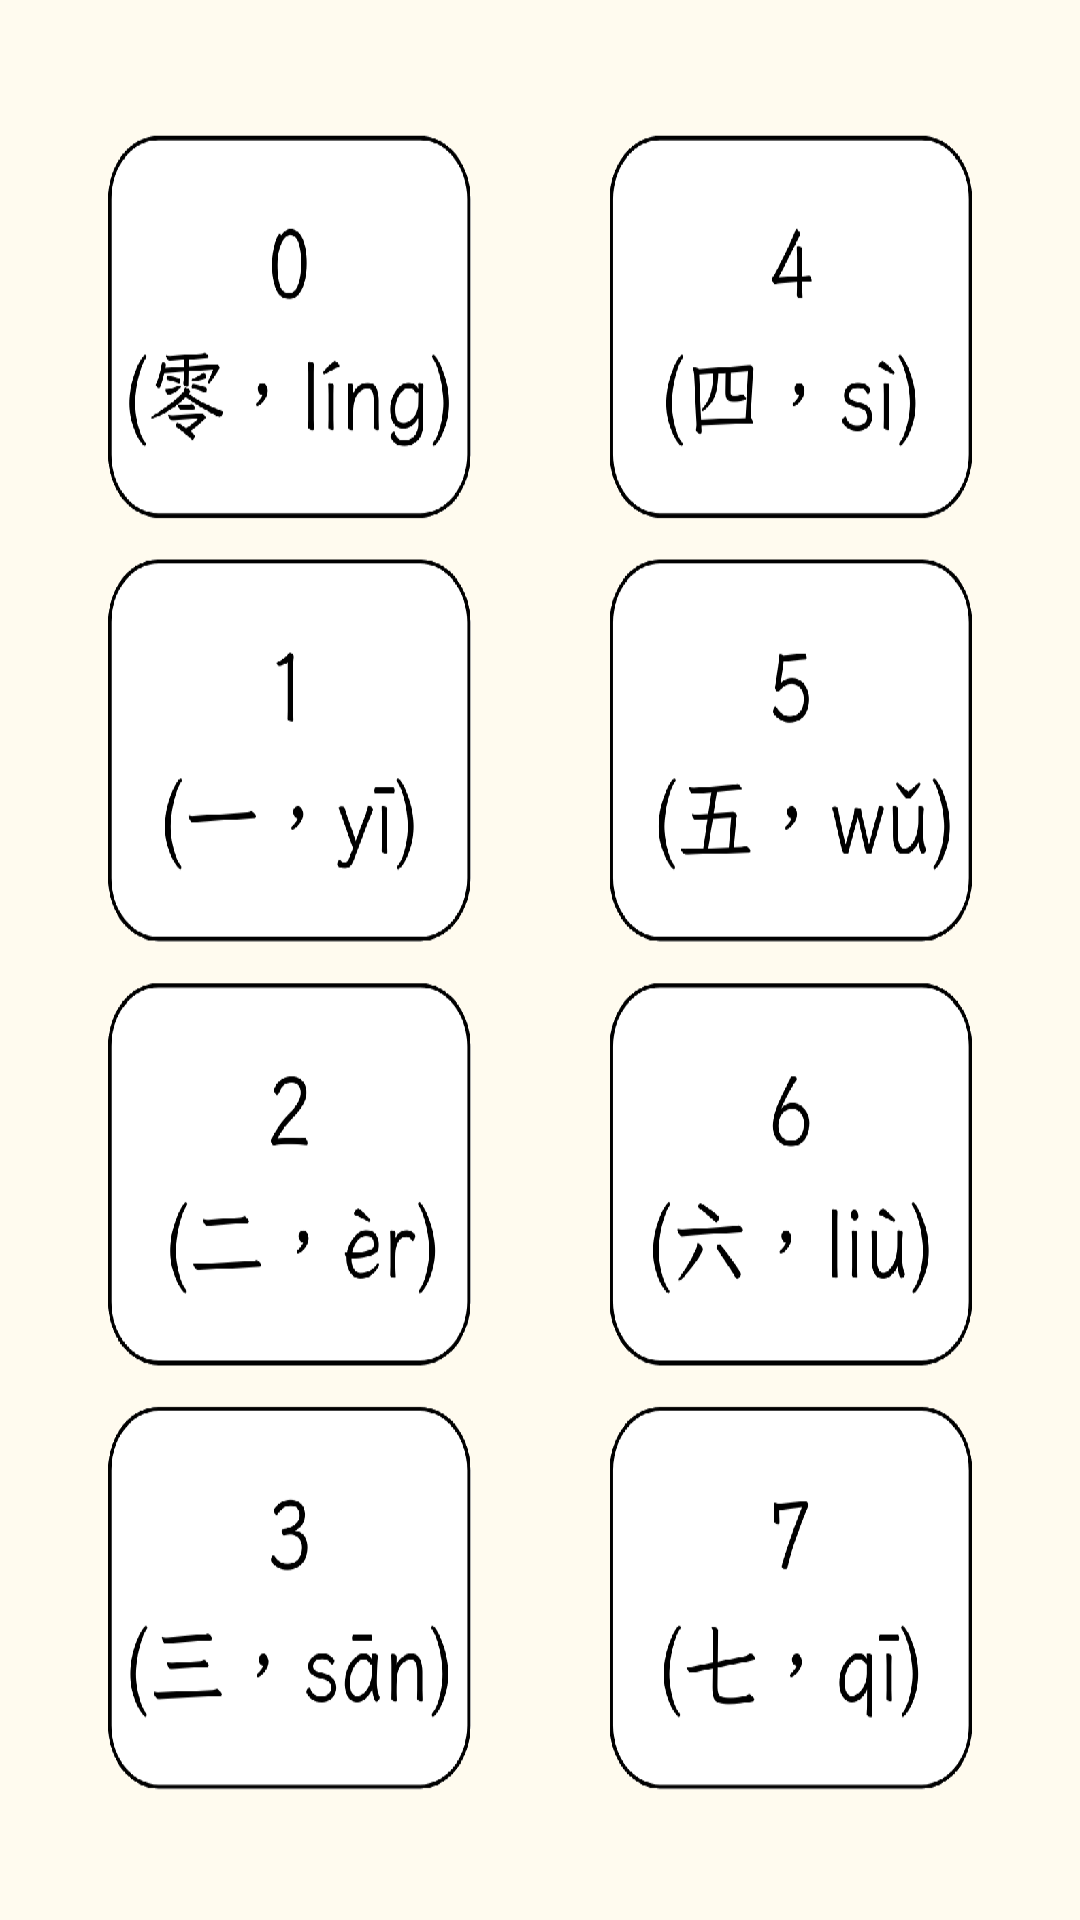 0
(零，líng)
1
(一，yī)
2
(二，èr)
3
(三，sān)
4
(四，sì)
5
(五，wǔ)
6
(六，liù)
7
(七，qī)